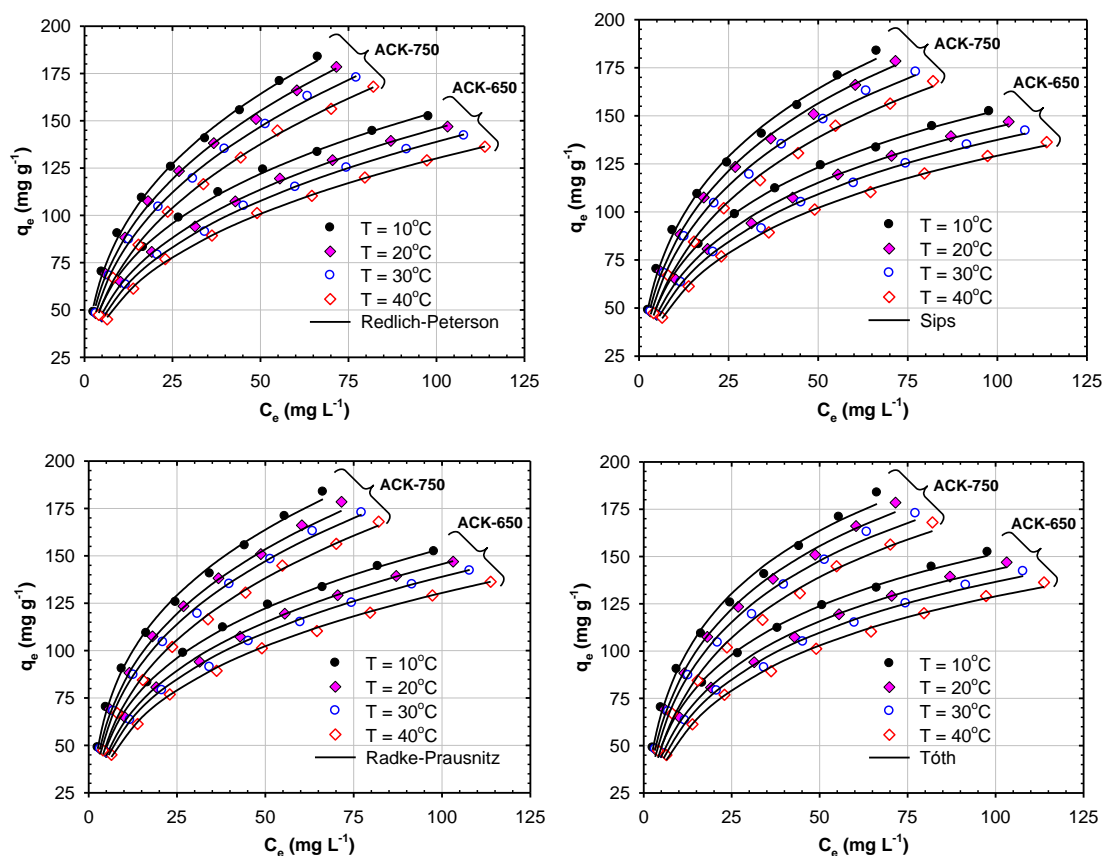 200
175
150
125
100
75
50
25
qe (mg g-1)
ACK-750
ACK-650
T = 10oC
T = 20oC
T = 30oC
T = 40oC
Redlich-Peterson
0 25 50 75 100 125
Ce (mg L-1)
200
175
150
125
100
75
50
25
qe (mg g-1)
ACK-750
ACK-650
T = 10oC
T = 20oC
T = 30oC
T = 40oC
Sips
0 25 50 75 100 125
Ce (mg L-1)
200
175
150
125
100
75
50
25
qe (mg g-1)
ACK-750
ACK-650
T = 10oC
T = 20oC
T = 30oC
T = 40oC
Radke-Prausnitz
0 25 50 75 100 125
Ce (mg L-1)
200
175
150
125
100
75
50
25
qe (mg g-1)
ACK-750
ACK-650
T = 10oC
T = 20oC
T = 30oC
T = 40oC
Tóth
0 25 50 75 100 125
Ce (mg L-1)